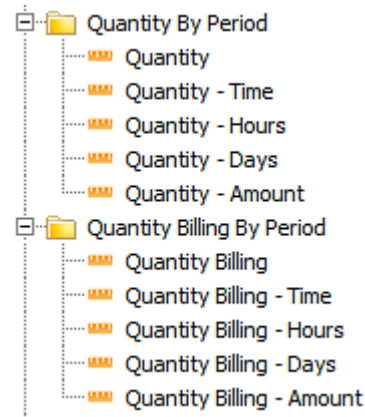 Quantity By Period
Quantity
Quantity - Time
Quantity - Hours
Quantity - Days
Quantity - Amount
Quantity Billing By Period
Quantity Billing
Quantity Billing - Time
Quantity Billing - Hours
Quantity Billing - Days
Quantity Billing - Amount